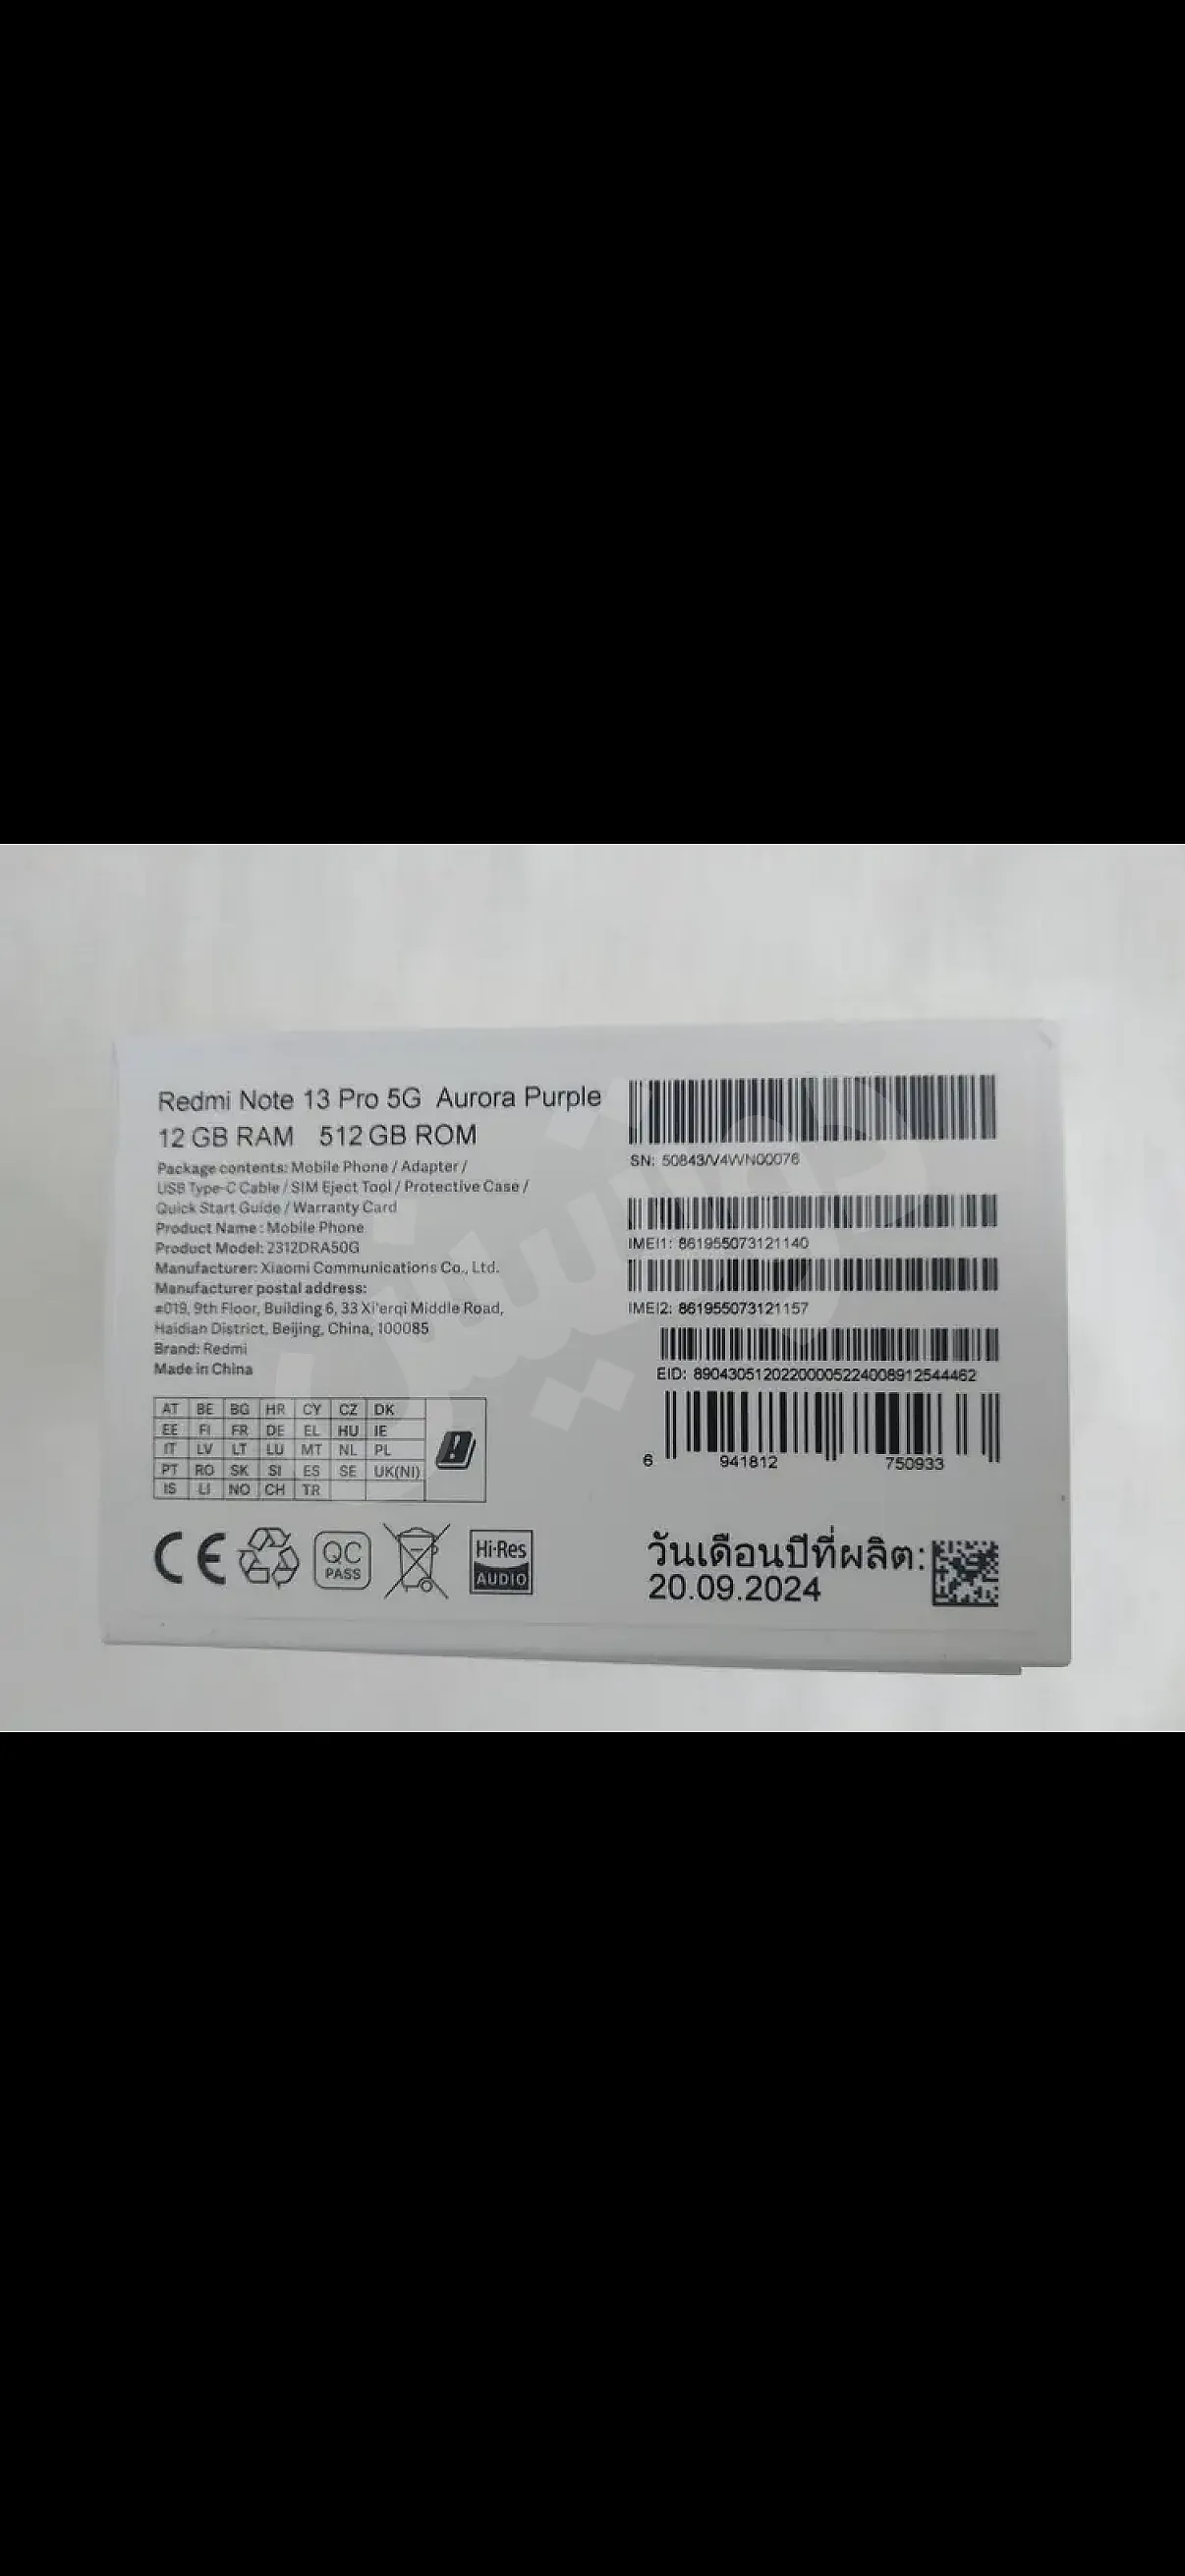 Redmi Note 13 Pro 5G Aurora Purple
12 GB RAM 512 GB ROM
Package contents: Mobile Phone / Adapter /
USB Type-C Cable / SIM Eject Tool / Protective Case /
Quick Start Guide / Warranty Card
Product Name : Mobile Phone
Product Model: 2312DRA50G
Manufacturer: Xiaomi Communications Co., Ltd.
Manufacturer postal address:
#019, 9th Floor, Building 6, 33 Xi'erqi Middle Road,
Haidian District, Beijing, China, 100085
Brand: Redmi
Made in China
AT BE BG HR CY CZ DK
EE FI FR DE EL HU IE
IT LV LT LU MT NL PL
PT RO SK SI ES SE UK(NI)
IS LI NO CH TR
CE
QC
PASS
Hi-Res
AUDIO
SN: 50843/V4WN00076
IMEI1: 861955073121140
IMEI2: 861955073121157
EID: 89043051202200005224008912544462
6 941812 750933
วันเดือนปีที่ผลิต:
20.09.2024